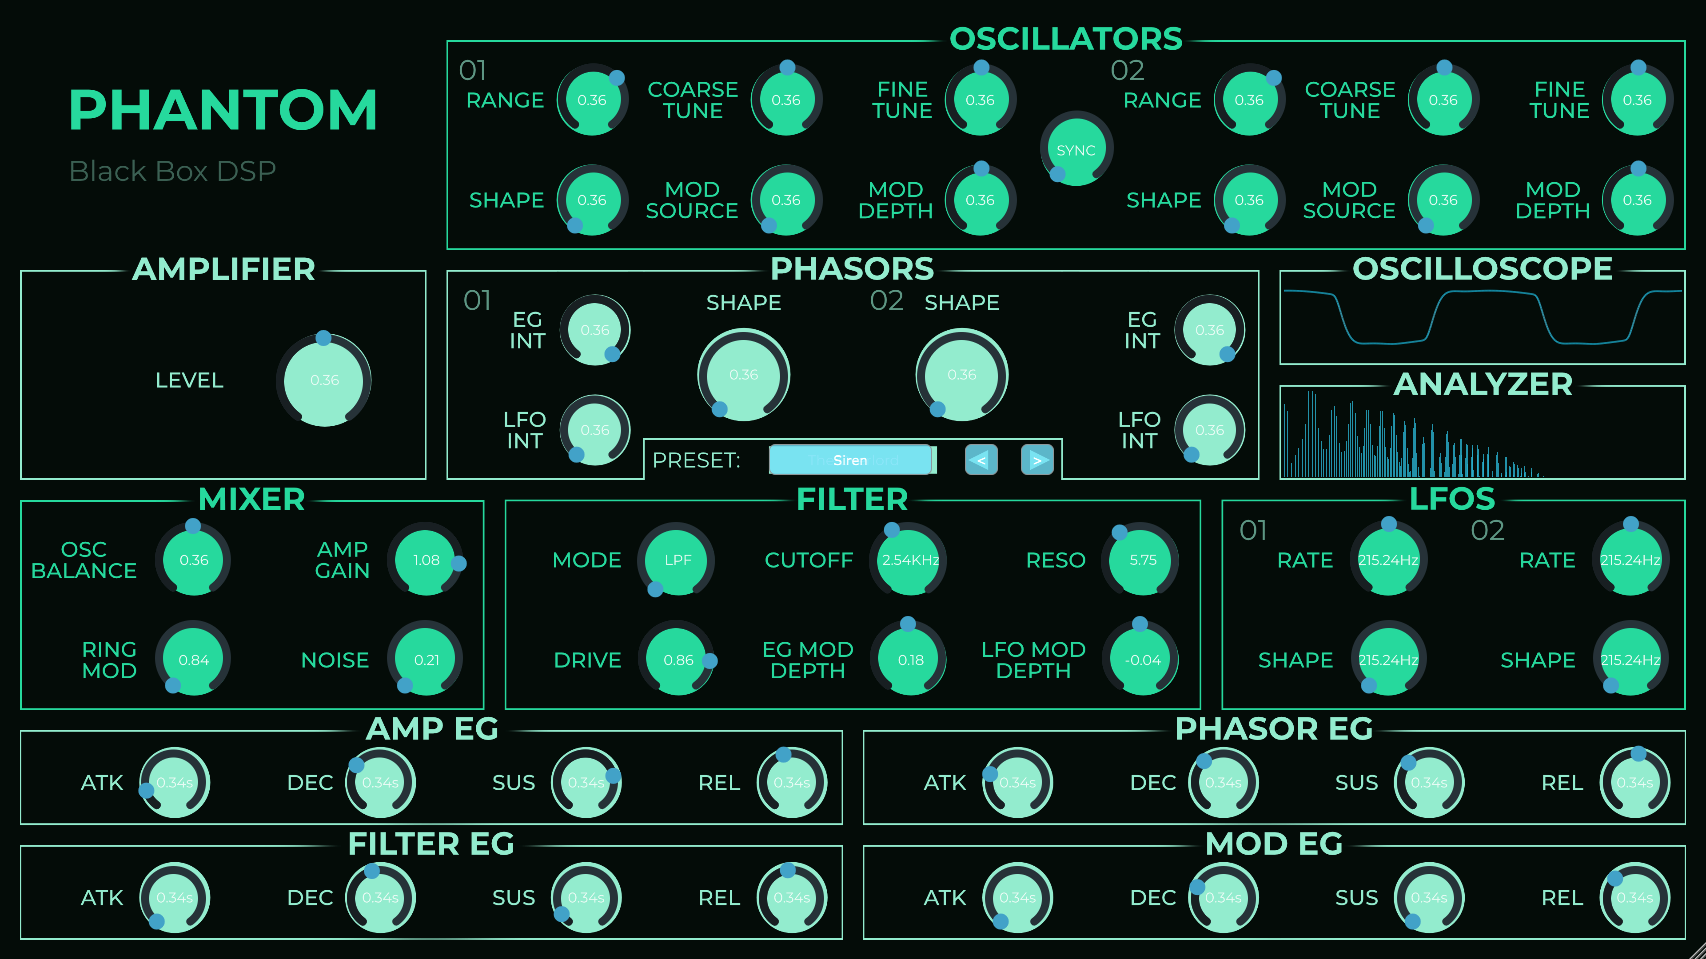 PHANTOM
Black Box DSP
OSCILLATORS
01
RANGE 0.36
COARSE TUNE 0.36
FINE TUNE 0.36
SHAPE 0.36
MOD SOURCE 0.36
MOD DEPTH 0.36
SYNC
02
RANGE 0.36
COARSE TUNE 0.36
FINE TUNE 0.36
SHAPE 0.36
MOD SOURCE 0.36
MOD DEPTH 0.36
AMPLIFIER
LEVEL 0.36
PHASORS
01
EG INT 0.36
SHAPE 0.36
LFO INT 0.36
02
SHAPE 0.36
EG INT 0.36
LFO INT 0.36
PRESET: Siren < >
OSCILLOSCOPE
ANALYZER
MIXER
OSC BALANCE 0.36
AMP GAIN 1.08
RING MOD 0.84
NOISE 0.21
FILTER
MODE LPF
CUTOFF 2.54KHz
RESO 5.75
DRIVE 0.86
EG MOD DEPTH 0.18
LFO MOD DEPTH -0.04
LFOS
01
RATE 215.24Hz
02
RATE 215.24Hz
SHAPE 215.24Hz
SHAPE 215.24Hz
AMP EG
ATK 0.34s
DEC 0.34s
SUS 0.34s
REL 0.34s
PHASOR EG
ATK 0.34s
DEC 0.34s
SUS 0.34s
REL 0.34s
FILTER EG
ATK 0.34s
DEC 0.34s
SUS 0.34s
REL 0.34s
MOD EG
ATK 0.34s
DEC 0.34s
SUS 0.34s
REL 0.34s